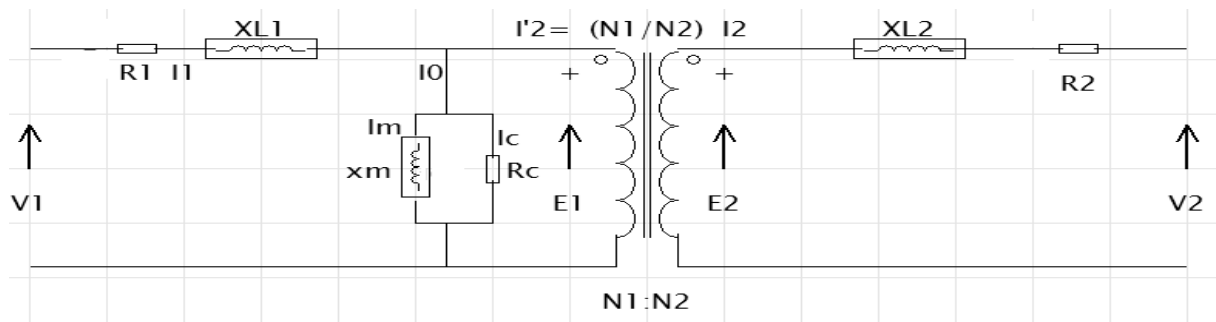 XL1
I'2= (N1/N2) I2
XL2
R1 I1
I0
+
+
R2
Im
Ic
xm
Rc
V1
E1
E2
V2
N1:N2